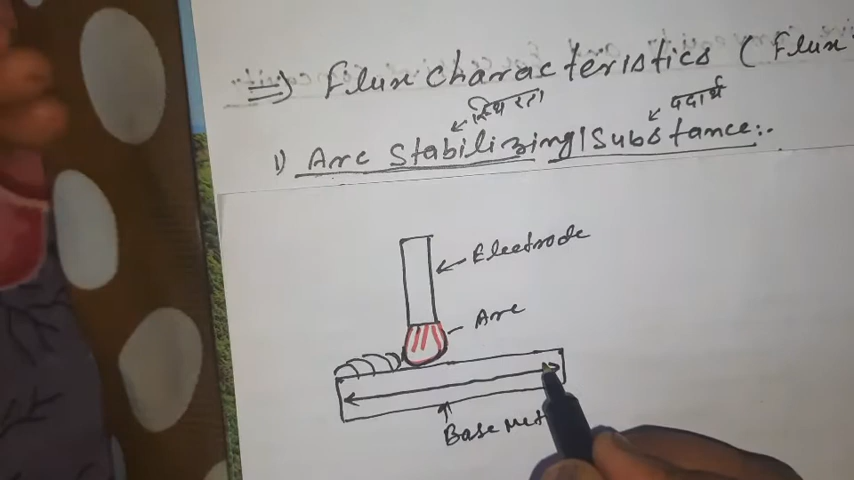 => Flux Characteristics ( Flux
स्थिरता
पदार्थ
1) Arc Stabilizing | Substance:-
Electrode
Arc
Base Met